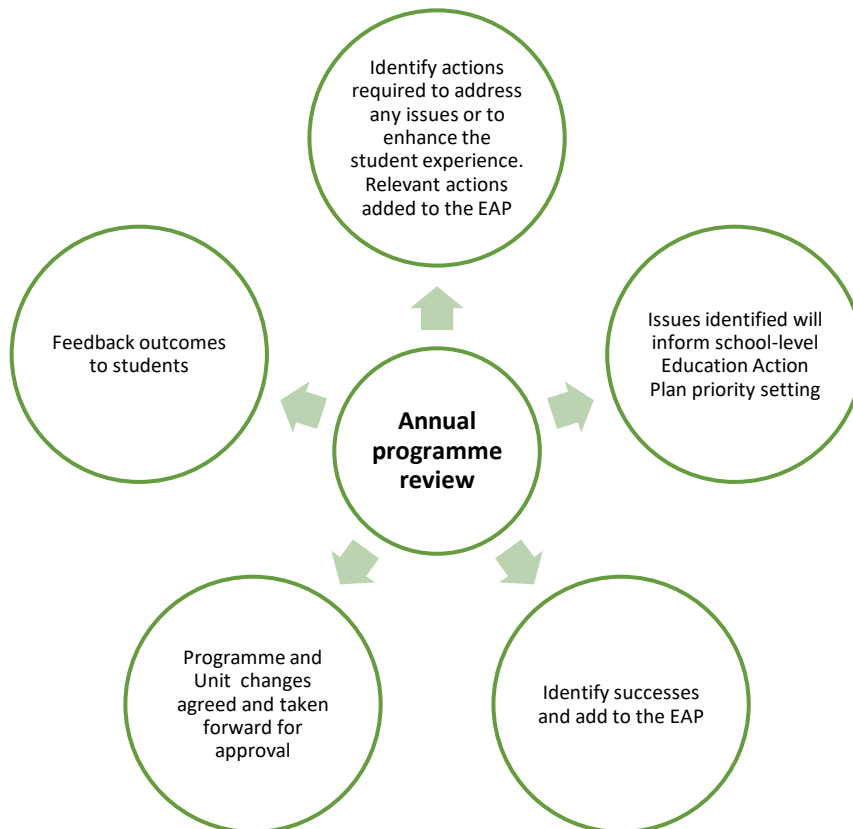 Identify actions
required to address
any issues or to
enhance the
student experience.
Relevant actions
added to the EAP
Issues identified will
inform school-level
Education Action
Plan priority setting
Feedback outcomes
to students
Annual
programme
review
Programme and
Unit changes
agreed and taken
forward for
approval
Identify successes
and add to the EAP